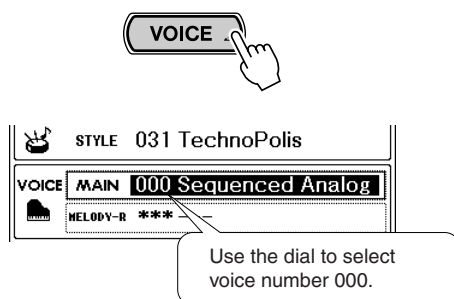 VOICE
STYLE 031 TechnoPolis
VOICE MAIN 000 Sequenced Analog
MELODY-R ***
Use the dial to select
voice number 000.